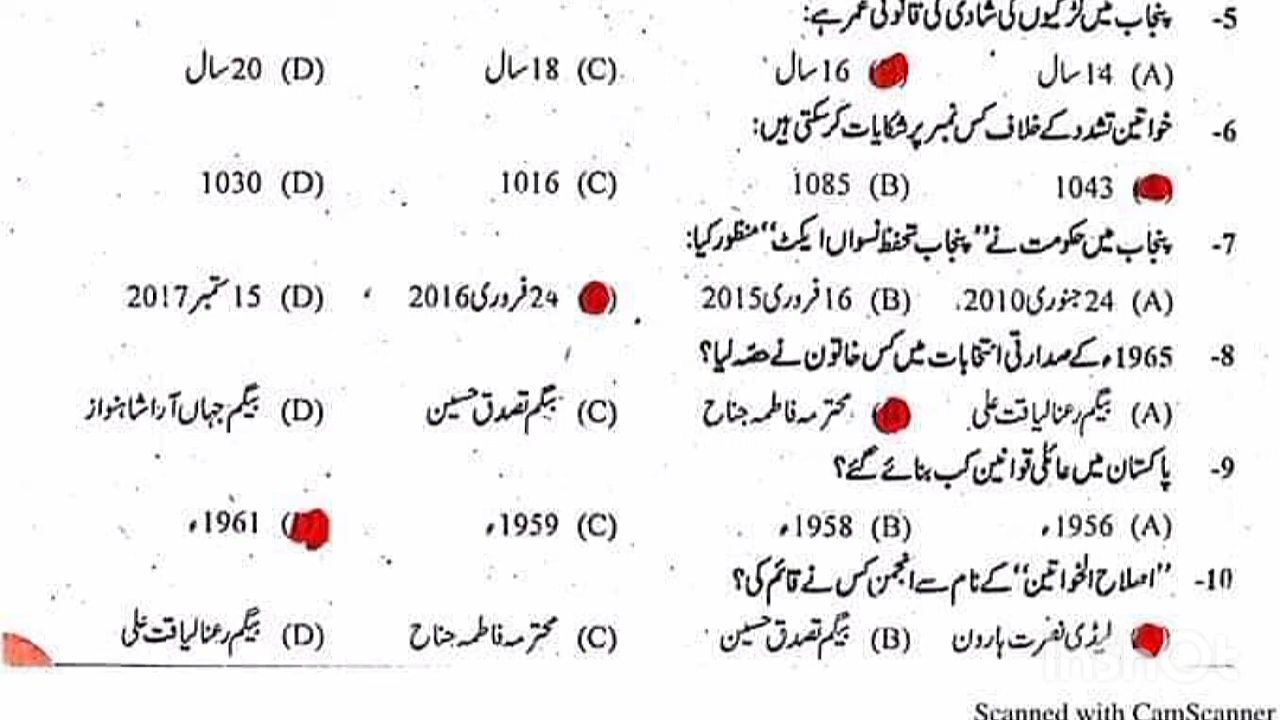 5- پنجاب میں لڑکیوں کی شادی کی قانونی عمر ہے:
(A) 14 سال 16 سال (C) 18 سال (D) 20 سال
6- خواتین تشدد کے خلاف کس نمبر پر شکایات کر سکتی ہیں:
1043 (B) 1085 (C) 1016 (D) 1030
7- پنجاب میں حکومت نے "پنجاب تحفظ نسواں ایکٹ" منظور کیا:
(A) 24 جنوری 2010 (B) 16 فروری 2015 24 فروری 2016 (D) 15 ستمبر 2017
8- 1965ء کے صدارتی انتخابات میں کس خاتون نے حصّہ لیا؟
(A) بیگم رعنا لیاقت علی محترمہ فاطمہ جناح (C) بیگم تصدق حسین (D) بیگم جہاں آرا شاہنواز
9- پاکستان میں عائلی قوانین کب بنائے گئے؟
(A) 1956ء (B) 1958ء (C) 1959ء 1961ء
10- "اصلاح الخواتین" کے نام سے انجمن کس نے قائم کی؟
لیڈی نصرت ہارون (B) بیگم تصدق حسین (C) محترمہ فاطمہ جناح (D) بیگم رعنا لیاقت علی
InShOt
Scanned with CamScanner